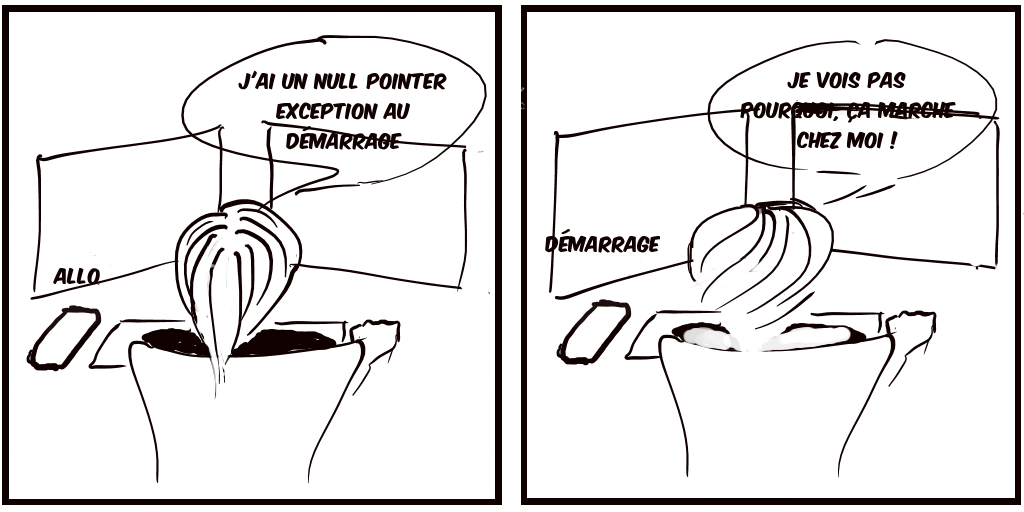 J'AI UN NULL POINTER
EXCEPTION AU
DÉMARRAGE
ALLO
JE VOIS PAS
POURQUOI, ÇA MARCHE
CHEZ MOI !
DÉMARRAGE